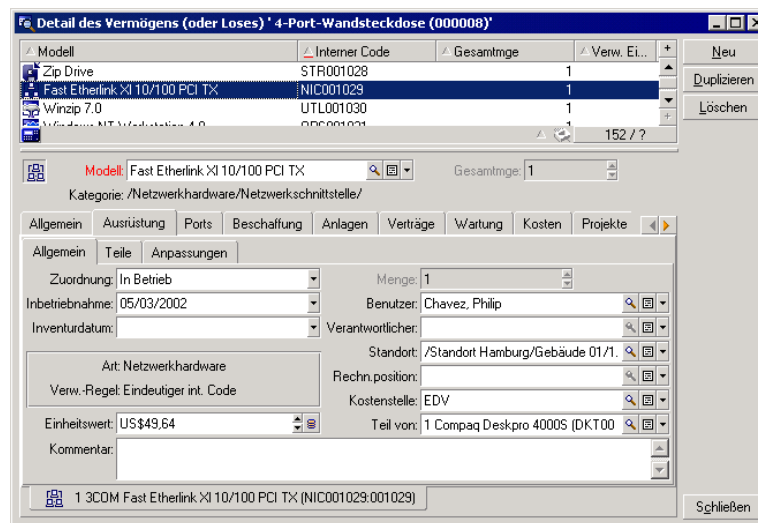 Detail des Vermögens (oder Loses) ' 4-Port-Wandsteckdose (000008)'
Modell Interner Code Gesamtmge Verw. Ei... +
Zip Drive STR001028 1
Fast Etherlink XI 10/100 PCI TX NIC001029 1
Winzip 7.0 UTL001030 1
152 / ?
Neu
Duplizieren
Löschen
Modell: Fast Etherlink XI 10/100 PCI TX Gesamtmge: 1
Kategorie: /Netzwerkhardware/Netzwerkschnittstelle/
Allgemein Ausrüstung Ports Beschaffung Anlagen Verträge Wartung Kosten Projekte
Allgemein Teile Anpassungen
Zuordnung: In Betrieb Menge: 1
Inbetriebnahme: 05/03/2002 Benutzer: Chavez, Philip
Inventurdatum: Verantwortlicher:
Standort: /Standort Hamburg/Gebäude 01/1.
Art: Netzwerkhardware Rechn.position:
Verw.-Regel: Eindeutiger int. Code Kostenstelle: EDV
Einheitswert: US$49,64 Teil von: 1 Compaq Deskpro 4000S (DKT00
Kommentar:
1 3COM Fast Etherlink XI 10/100 PCI TX (NIC001029:001029)
Schließen